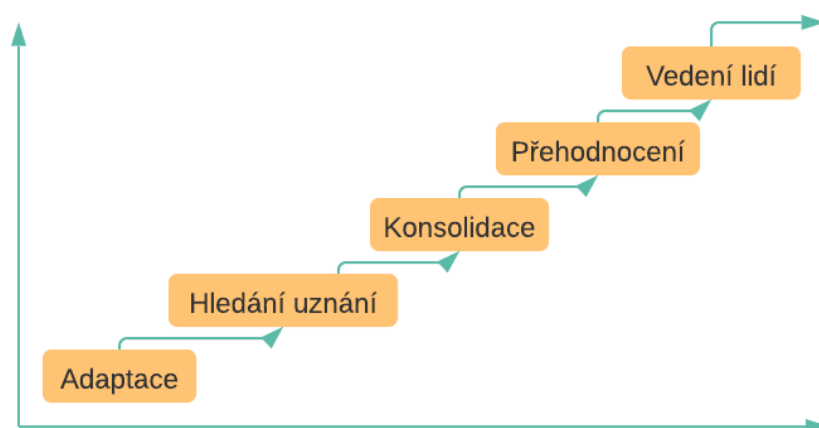 Vedení lidí
Přehodnocení
Konsolidace
Hledání uznání
Adaptace